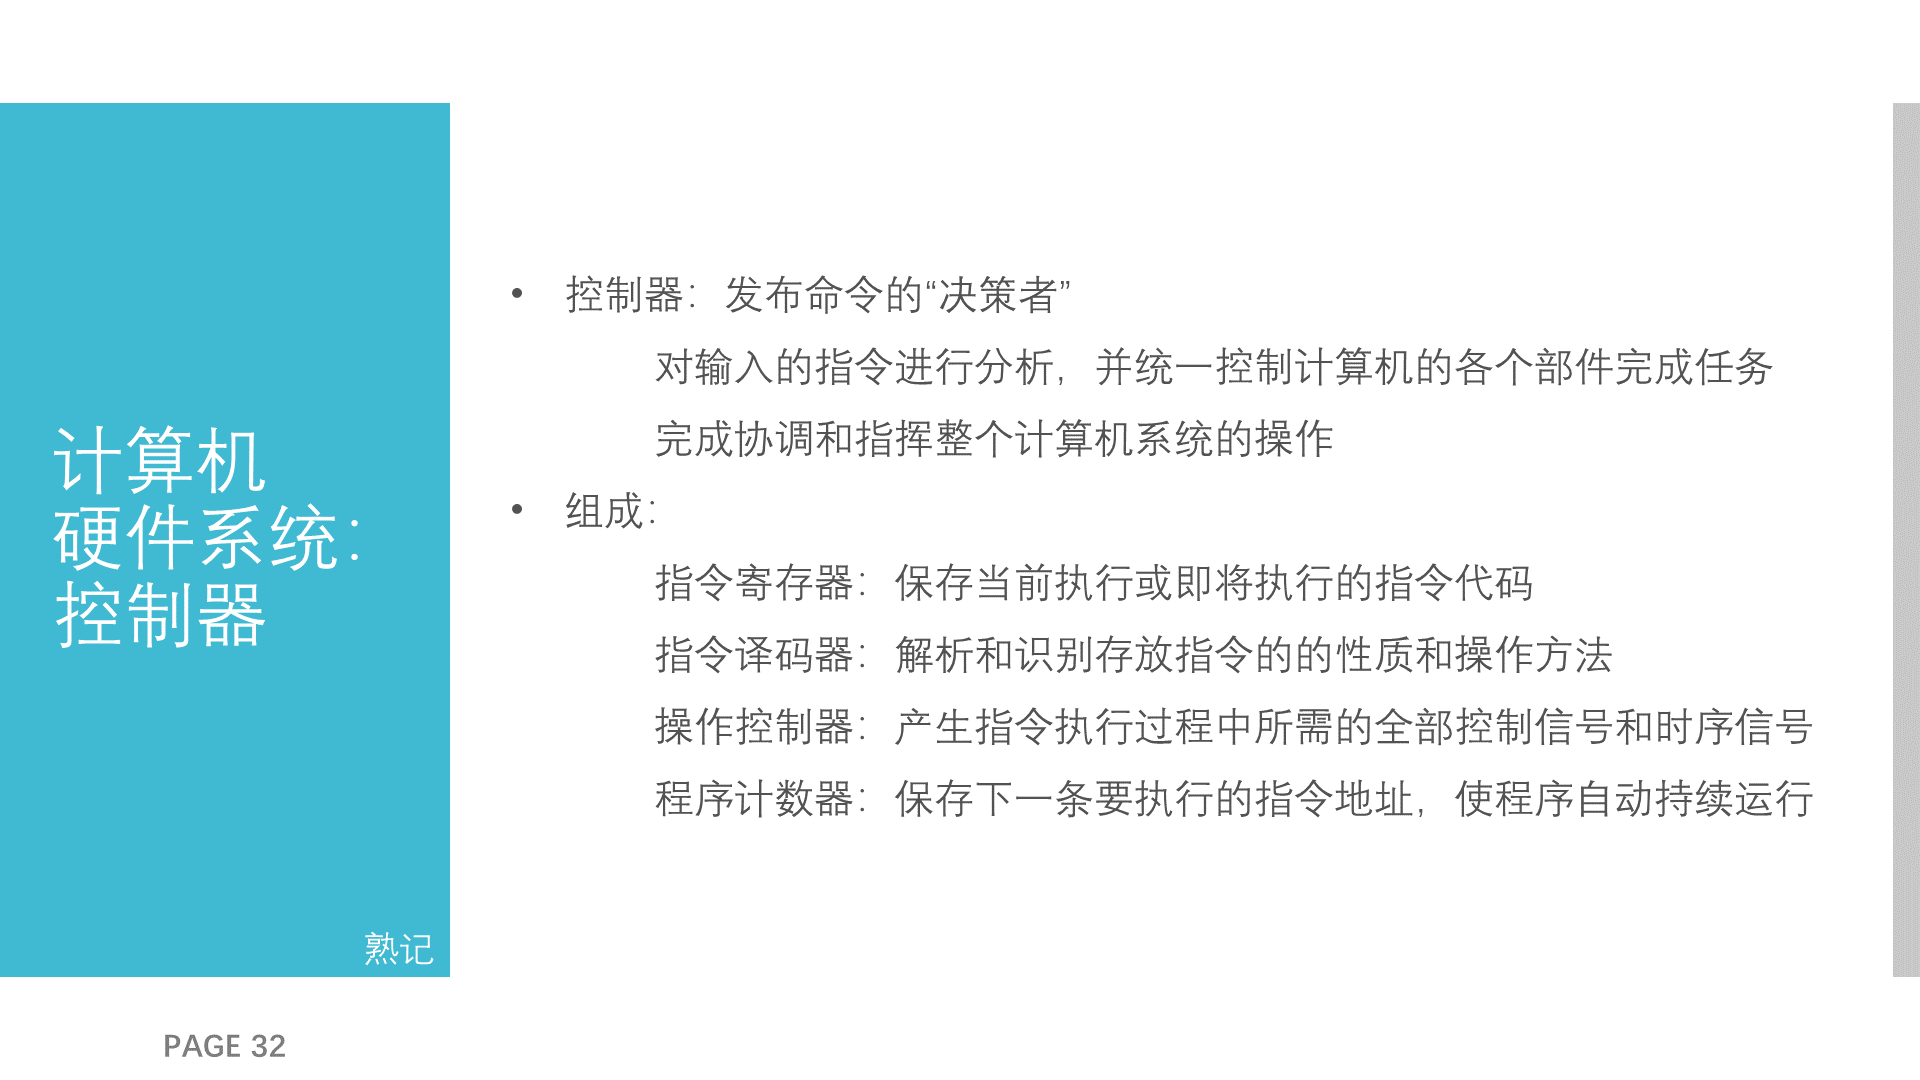 计算机
硬件系统：
控制器
熟记
• 控制器：发布命令的“决策者”
对输入的指令进行分析，并统一控制计算机的各个部件完成任务
完成协调和指挥整个计算机系统的操作
• 组成：
指令寄存器：保存当前执行或即将执行的指令代码
指令译码器：解析和识别存放指令的的性质和操作方法
操作控制器：产生指令执行过程中所需的全部控制信号和时序信号
程序计数器：保存下一条要执行的指令地址，使程序自动持续运行
PAGE 32